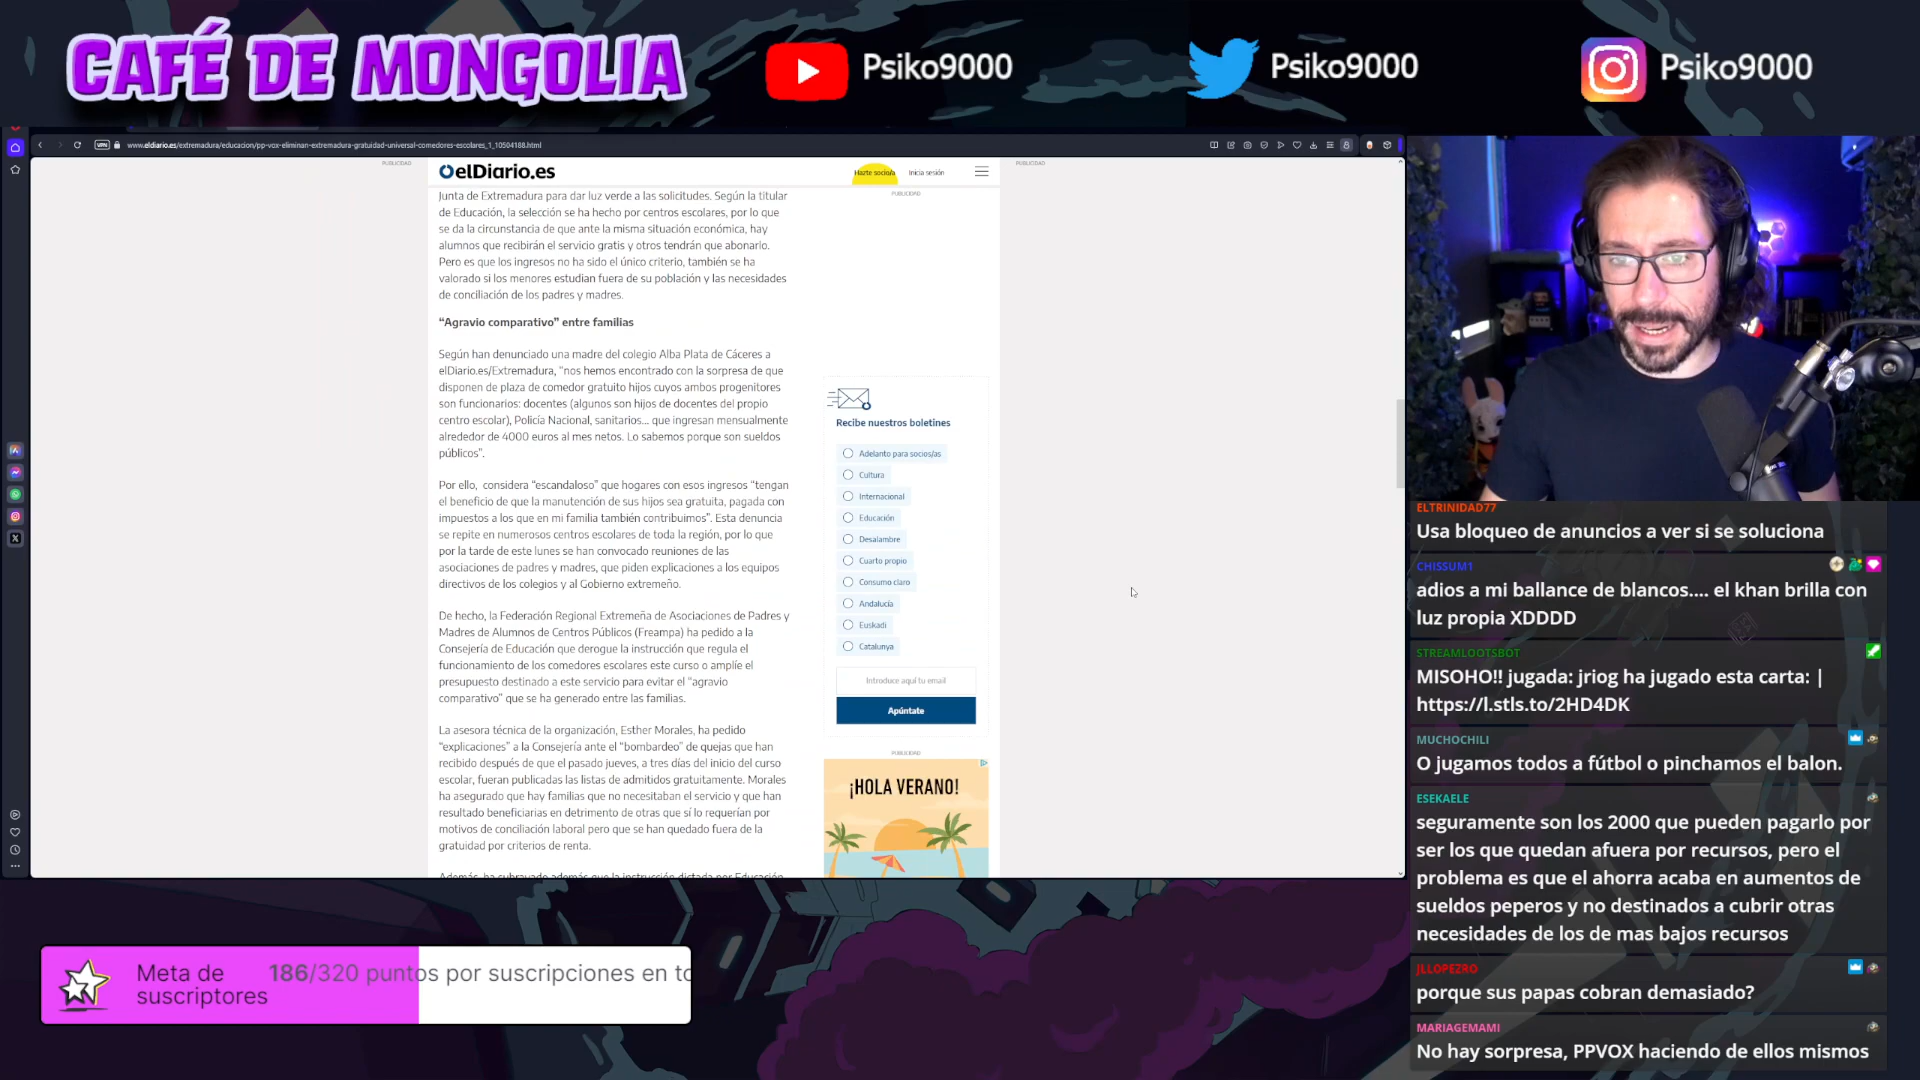 CAFÉ DE MONGOLIA
Psiko9000
Psiko9000
Psiko9000
VPN
www.eldiario.es/extremadura/educacion/pp-vox-eliminan-extremadura-gratuidad-universal-comedores-escolares_1_10504188.html
PUBLICIDAD
PUBLICIDAD
elDiario.es
Hazte socio/a
Inicia sesión
PUBLICIDAD
Junta de Extremadura para dar luz verde a las solicitudes. Según la titular
de Educación, la selección se ha hecho por centros escolares, por lo que
se da la circunstancia de que ante la misma situación económica, hay
alumnos que recibirán el servicio gratis y otros tendrán que abonarlo.
Pero es que los ingresos no ha sido el único criterio, también se ha
valorado si los menores estudian fuera de su población y las necesidades
de conciliación de los padres y madres.
“Agravio comparativo” entre familias
Según han denunciado una madre del colegio Alba Plata de Cáceres a
elDiario.es/Extremadura, “nos hemos encontrado con la sorpresa de que
disponen de plaza de comedor gratuito hijos cuyos ambos progenitores
son funcionarios: docentes (algunos son hijos de docentes del propio
centro escolar), Policía Nacional, sanitarios... que ingresan mensualmente
alrededor de 4000 euros al mes netos. Lo sabemos porque son sueldos
públicos”.
Por ello, considera “escandaloso” que hogares con esos ingresos “tengan
el beneficio de que la manutención de sus hijos sea gratuita, pagada con
impuestos a los que en mi familia también contribuimos”. Esta denuncia
se repite en numerosos centros escolares de toda la región, por lo que
por la tarde de este lunes se han convocado reuniones de las
asociaciones de padres y madres, que piden explicaciones a los equipos
directivos de los colegios y al Gobierno extremeño.
De hecho, la Federación Regional Extremeña de Asociaciones de Padres y
Madres de Alumnos de Centros Públicos (Freampa) ha pedido a la
Consejería de Educación que derogue la instrucción que regula el
funcionamiento de los comedores escolares este curso o amplíe el
presupuesto destinado a este servicio para evitar el “agravio
comparativo” que se ha generado entre las familias.
La asesora técnica de la organización, Esther Morales, ha pedido
“explicaciones” a la Consejería ante el “bombardeo” de quejas que han
recibido después de que el pasado jueves, a tres días del inicio del curso
escolar, fueran publicadas las listas de admitidos gratuitamente. Morales
ha asegurado que hay familias que no necesitaban el servicio y que han
resultado beneficiarias en detrimento de otras que sí lo requerían por
motivos de conciliación laboral pero que se han quedado fuera de la
gratuidad por criterios de renta.
Además, ha subrayado además que la instrucción dictada por Educación
Recibe nuestros boletines
Adelanto para socios/as
Cultura
Internacional
Educación
Desalambre
Cuarto propio
Consumo claro
Andalucía
Euskadi
Catalunya
Introduce aquí tu email
Apúntate
PUBLICIDAD
¡HOLA VERANO!
ELTRINIDAD77
Usa bloqueo de anuncios a ver si se soluciona
CHISSUM1
adios a mi ballance de blancos.... el khan brilla con
luz propia XDDDD
STREAMLOOTSBOT
MISOHO!! jugada: jriog ha jugado esta carta: |
https://l.stls.to/2HD4DK
MUCHOCHILI
O jugamos todos a fútbol o pinchamos el balon.
ESEKAELE
seguramente son los 2000 que pueden pagarlo por
ser los que quedan afuera por recursos, pero el
problema es que el ahorra acaba en aumentos de
sueldos peperos y no destinados a cubrir otras
necesidades de los de mas bajos recursos
JLLOPEZRO
porque sus papas cobran demasiado?
MARIAGEMAMI
No hay sorpresa, PPVOX haciendo de ellos mismos
Meta de
suscriptores
186/320 puntos por suscripciones en to